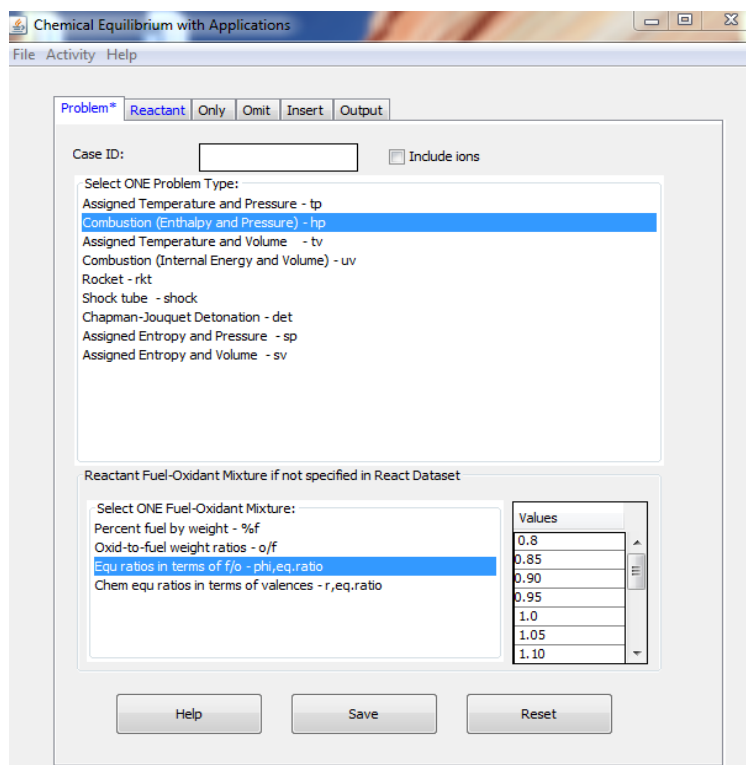 Chemical Equilibrium with Applications
File Activity Help
Problem* Reactant Only Omit Insert Output
Case ID: Include ions
Select ONE Problem Type:
Assigned Temperature and Pressure - tp
Combustion (Enthalpy and Pressure) - hp
Assigned Temperature and Volume - tv
Combustion (Internal Energy and Volume) - uv
Rocket - rkt
Shock tube - shock
Chapman-Jouquet Detonation - det
Assigned Entropy and Pressure - sp
Assigned Entropy and Volume - sv
Reactant Fuel-Oxidant Mixture if not specified in React Dataset
Select ONE Fuel-Oxidant Mixture:
Percent fuel by weight - %f
Oxid-to-fuel weight ratios - o/f
Equ ratios in terms of f/o - phi,eq.ratio
Chem equ ratios in terms of valences - r,eq.ratio
Values
0.8
0.85
0.90
0.95
1.0
1.05
1.10
Help Save Reset